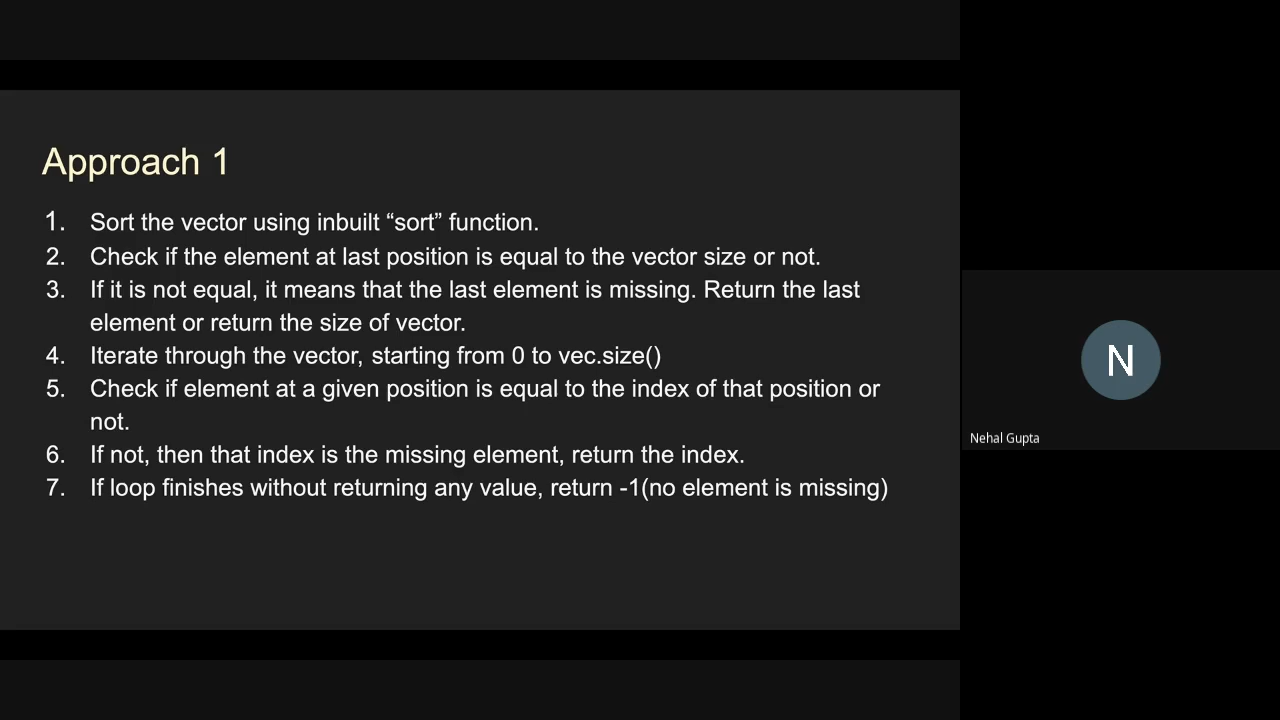 Approach 1
1. Sort the vector using inbuilt “sort” function.
2. Check if the element at last position is equal to the vector size or not.
3. If it is not equal, it means that the last element is missing. Return the last
element or return the size of vector.
4. Iterate through the vector, starting from 0 to vec.size()
5. Check if element at a given position is equal to the index of that position or
not.
6. If not, then that index is the missing element, return the index.
7. If loop finishes without returning any value, return -1(no element is missing)
N
Nehal Gupta